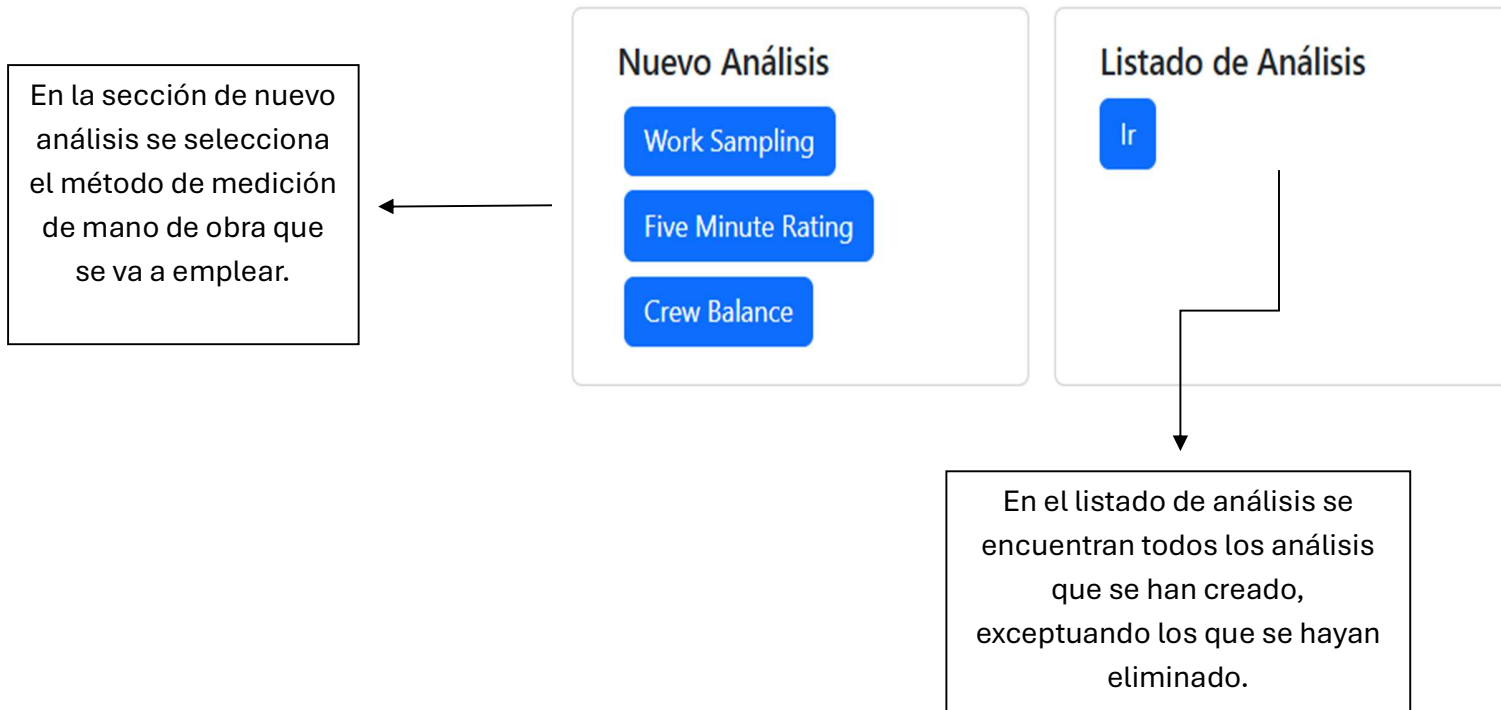 En la sección de nuevo
análisis se selecciona
el método de medición
de mano de obra que
se va a emplear.
Nuevo Análisis
Work Sampling
Five Minute Rating
Crew Balance
Listado de Análisis
Ir
En el listado de análisis se
encuentran todos los análisis
que se han creado,
exceptuando los que se hayan
eliminado.